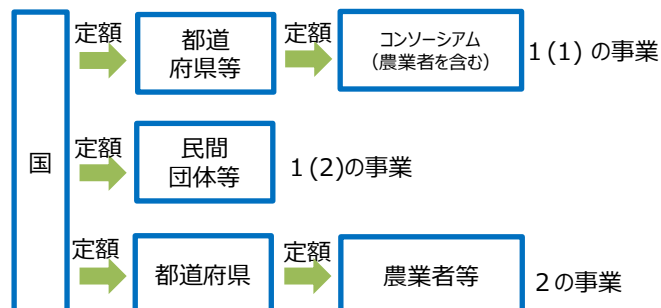 国
定額
都道
府県等
定額
コンソーシアム
（農業者を含む）
１(１) の事業
定額
民間
団体等
１(２)の事業
定額
都道府県
定額
農業者等
２の事業